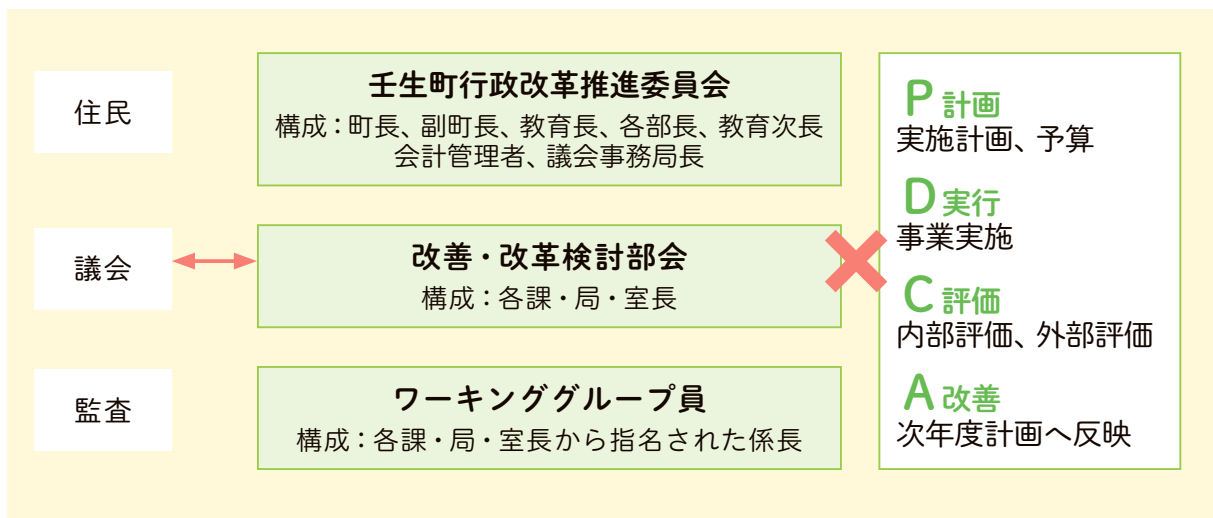 住民
議会
監査
壬生町行政改革推進委員会
構成：町長、副町長、教育長、各部長、教育次長
会計管理者、議会事務局長
改善・改革検討部会
構成：各課・局・室長
ワーキンググループ員
構成：各課・局・室長から指名された係長
P 計画
実施計画、予算
D 実行
事業実施
C 評価
内部評価、外部評価
A 改善
次年度計画へ反映